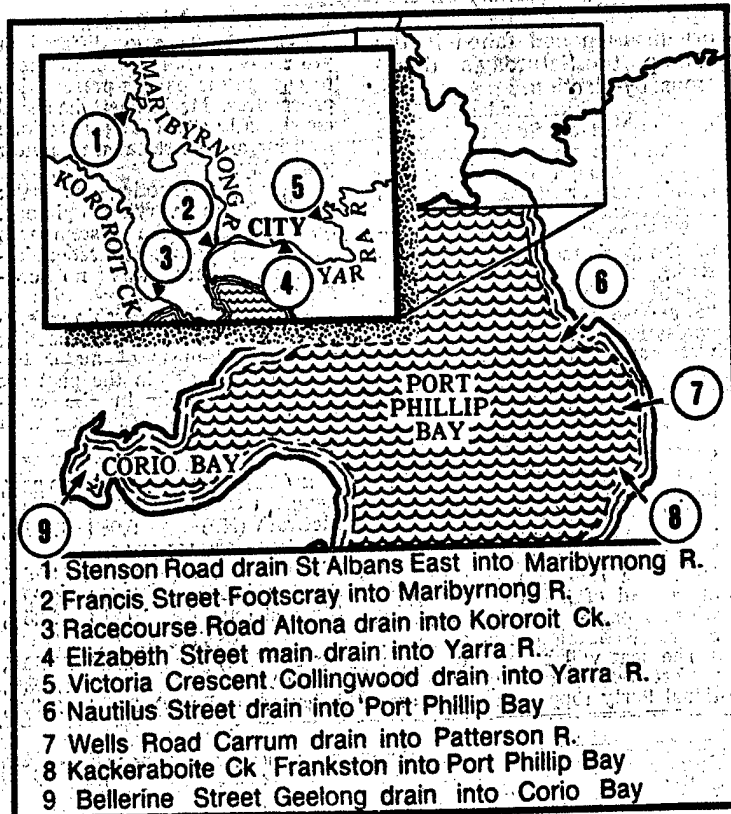 MARIBYRNONG R
KOROROIT CK
1
2
3
4
5
CITY
YARRA R
6
7
8
9
PORT
PHILLIP
BAY
CORIO BAY
1 Stenson Road drain St Albans East into Maribyrnong R.
2 Francis Street Footscray into Maribyrnong R.
3 Racecourse Road Altona drain into Kororoit Ck.
4 Elizabeth Street main drain into Yarra R.
5 Victoria Crescent Collingwood drain into Yarra R.
6 Nautilus Street drain into Port Phillip Bay
7 Wells Road Carrum drain into Patterson R.
8 Kackeraboite Ck Frankston into Port Phillip Bay
9 Bellerine Street Geelong drain into Corio Bay